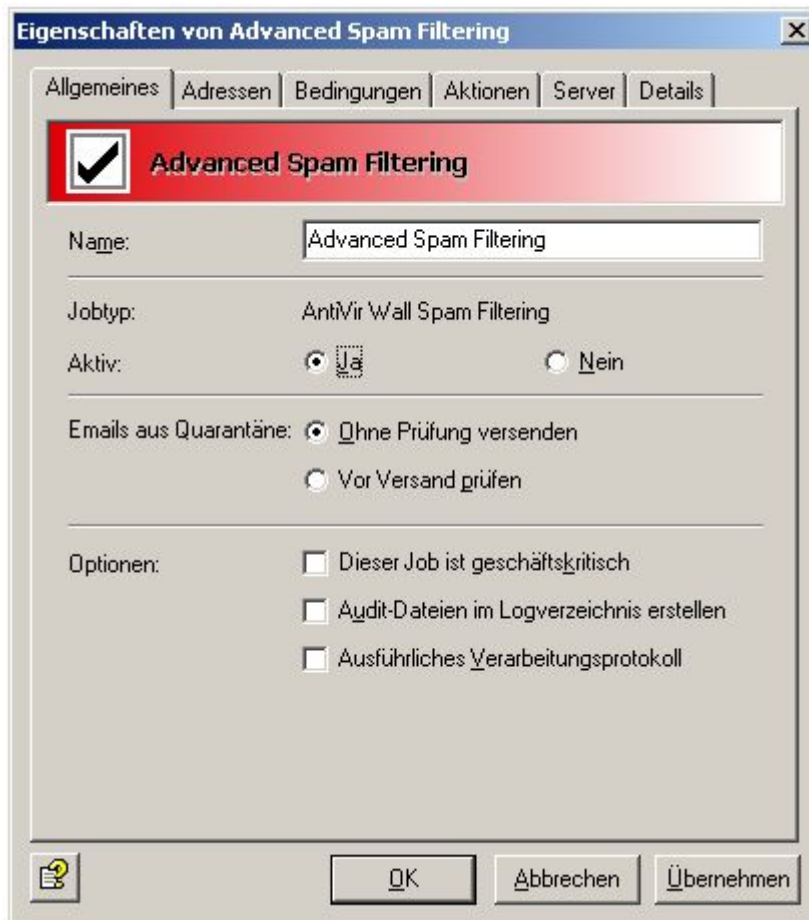 Eigenschaften von Advanced Spam Filtering
Allgemeines Adressen Bedingungen Aktionen Server Details
Advanced Spam Filtering
Name: Advanced Spam Filtering
Jobtyp: AntiVir Wall Spam Filtering
Aktiv: Ja Nein
Emails aus Quarantäne: Ohne Prüfung versenden
Vor Versand prüfen
Optionen: Dieser Job ist geschäftskritisch
Audit-Dateien im Logverzeichnis erstellen
Ausführliches Verarbeitungsprotokoll
OK Abbrechen Übernehmen